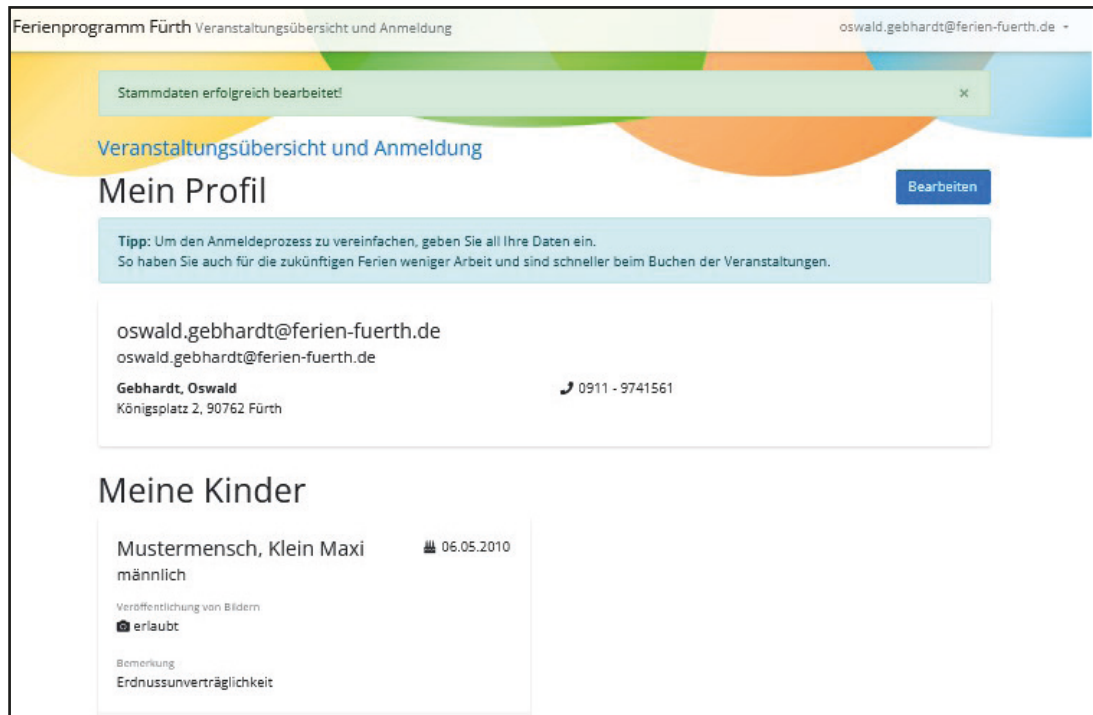 Ferienprogramm Fürth Veranstaltungsübersicht und Anmeldung
oswald.gebhardt@ferien-fuerth.de
Stammdaten erfolgreich bearbeitet!
×
Veranstaltungsübersicht und Anmeldung
Mein Profil
Bearbeiten
Tipp: Um den Anmeldeprozess zu vereinfachen, geben Sie all Ihre Daten ein.
So haben Sie auch für die zukünftigen Ferien weniger Arbeit und sind schneller beim Buchen der Veranstaltungen.
oswald.gebhardt@ferien-fuerth.de
oswald.gebhardt@ferien-fuerth.de
Gebhardt, Oswald
0911 - 9741561
Königsplatz 2, 90762 Fürth
Meine Kinder
Mustermensch, Klein Maxi
06.05.2010
männlich
Veröffentlichung von Bildern
erlaubt
Bemerkung
Erdnussunverträglichkeit